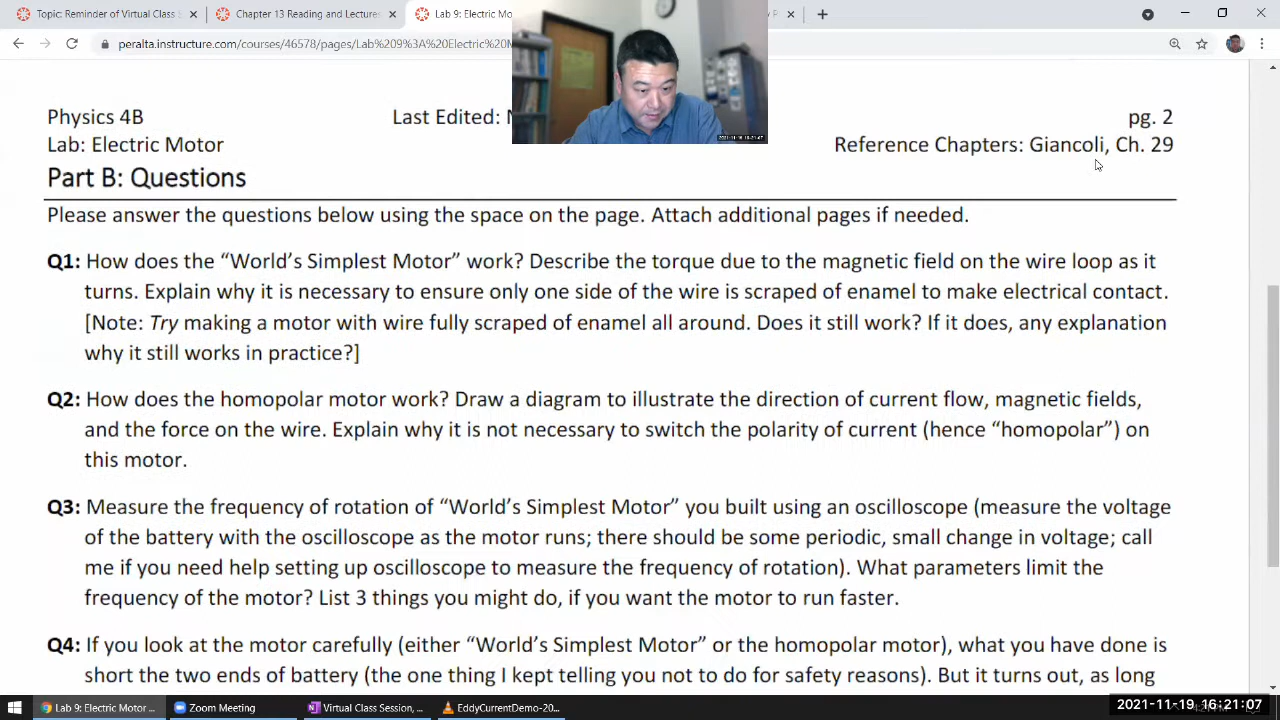 Topic: Reminder of Virtual Class S
Chapter 13 Reading and Lecture
Lab 9: Electric Mo
peralta.instructure.com/courses/46578/pages/Lab%209%3A%20Electric%20M
Physics 4B
Last Edited:
pg. 2
Lab: Electric Motor
Reference Chapters: Giancoli, Ch. 29
Part B: Questions
Please answer the questions below using the space on the page. Attach additional pages if needed.
Q1: How does the “World’s Simplest Motor” work? Describe the torque due to the magnetic field on the wire loop as it
turns. Explain why it is necessary to ensure only one side of the wire is scraped of enamel to make electrical contact.
[Note: Try making a motor with wire fully scraped of enamel all around. Does it still work? If it does, any explanation
why it still works in practice?]
Q2: How does the homopolar motor work? Draw a diagram to illustrate the direction of current flow, magnetic fields,
and the force on the wire. Explain why it is not necessary to switch the polarity of current (hence “homopolar”) on
this motor.
Q3: Measure the frequency of rotation of “World’s Simplest Motor” you built using an oscilloscope (measure the voltage
of the battery with the oscilloscope as the motor runs; there should be some periodic, small change in voltage; call
me if you need help setting up oscilloscope to measure the frequency of rotation). What parameters limit the
frequency of the motor? List 3 things you might do, if you want the motor to run faster.
Q4: If you look at the motor carefully (either “World’s Simplest Motor” or the homopolar motor), what you have done is
short the two ends of battery (the one thing I kept telling you not to do for safety reasons). But it turns out, as long
Lab 9: Electric Motor ...
Zoom Meeting
Virtual Class Session, ...
EddyCurrentDemo-20...
2021-11-19 16:21:07